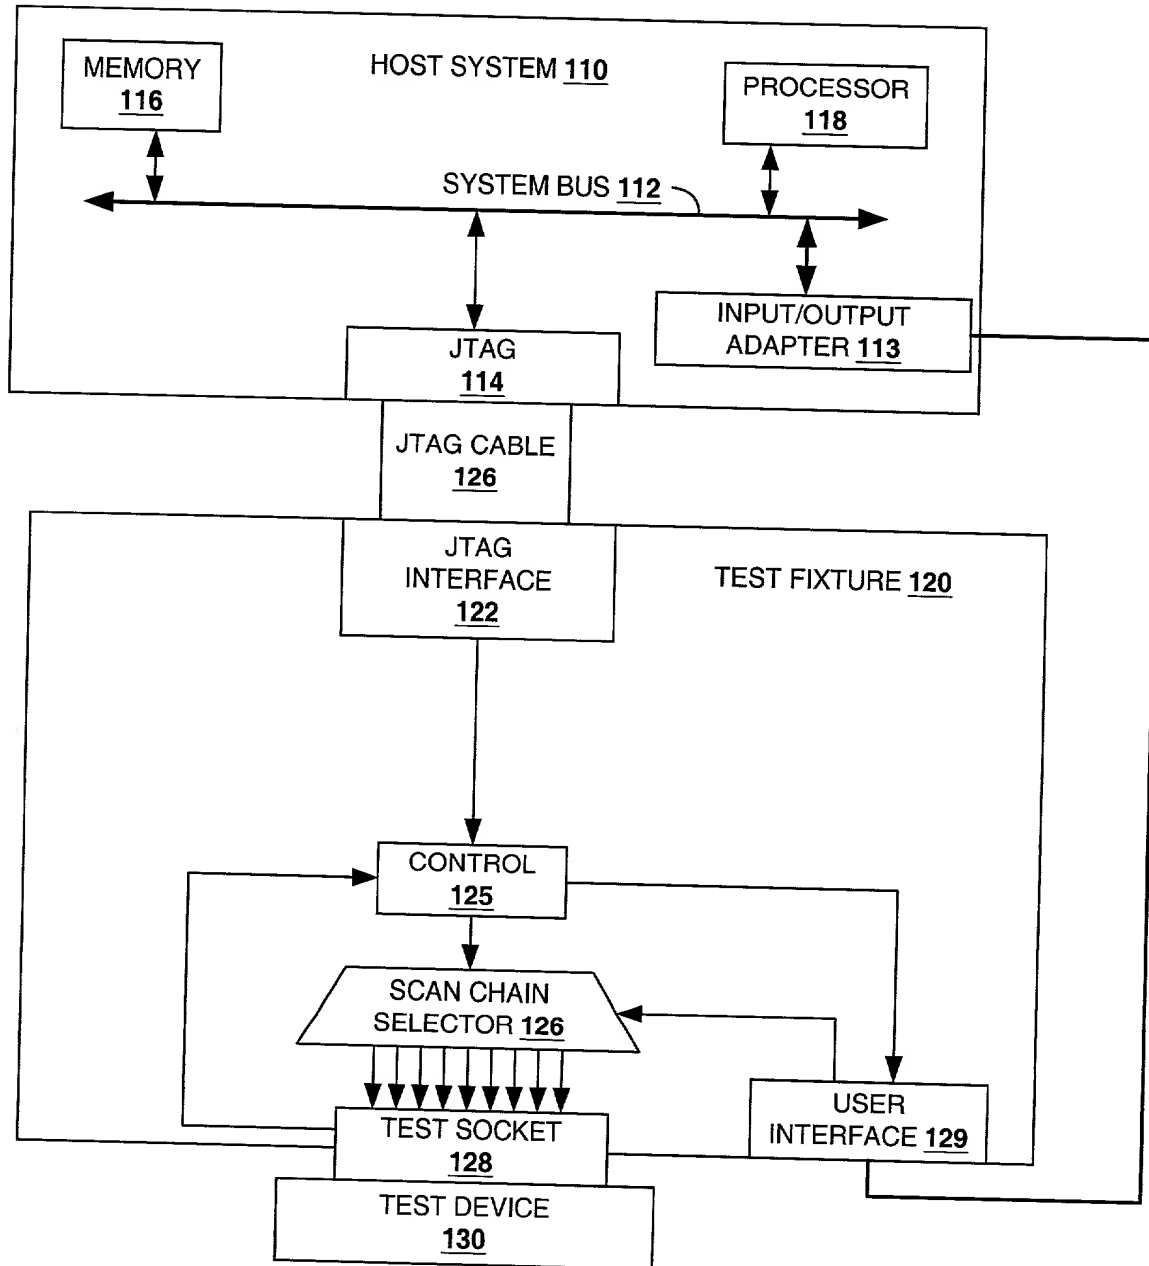 HOST SYSTEM 110
MEMORY
116
PROCESSOR
118
SYSTEM BUS 112
INPUT/OUTPUT
ADAPTER 113
JTAG
114
JTAG CABLE
126
JTAG
INTERFACE
122
TEST FIXTURE 120
CONTROL
125
SCAN CHAIN
SELECTOR 126
USER
INTERFACE 129
TEST SOCKET
128
TEST DEVICE
130